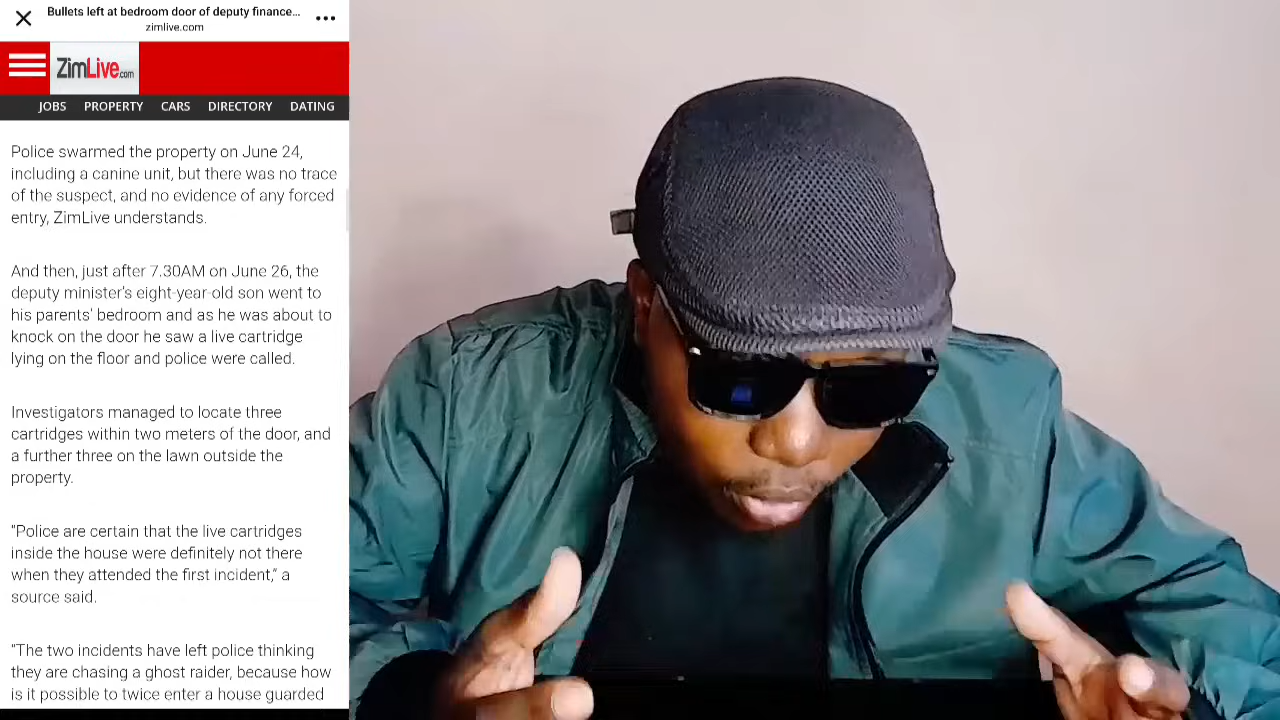 Bullets left at bedroom door of deputy finance...
zimlive.com
ZimLive.com
JOBS PROPERTY CARS DIRECTORY DATING
Police swarmed the property on June 24,
including a canine unit, but there was no trace
of the suspect, and no evidence of any forced
entry, ZimLive understands.
And then, just after 7.30AM on June 26, the
deputy minister's eight-year-old son went to
his parents' bedroom and as he was about to
knock on the door he saw a live cartridge
lying on the floor and police were called.
Investigators managed to locate three
cartridges within two meters of the door, and
a further three on the lawn outside the
property.
"Police are certain that the live cartridges
inside the house were definitely not there
when they attended the first incident," a
source said.
"The two incidents have left police thinking
they are chasing a ghost raider, because how
is it possible to twice enter a house guarded